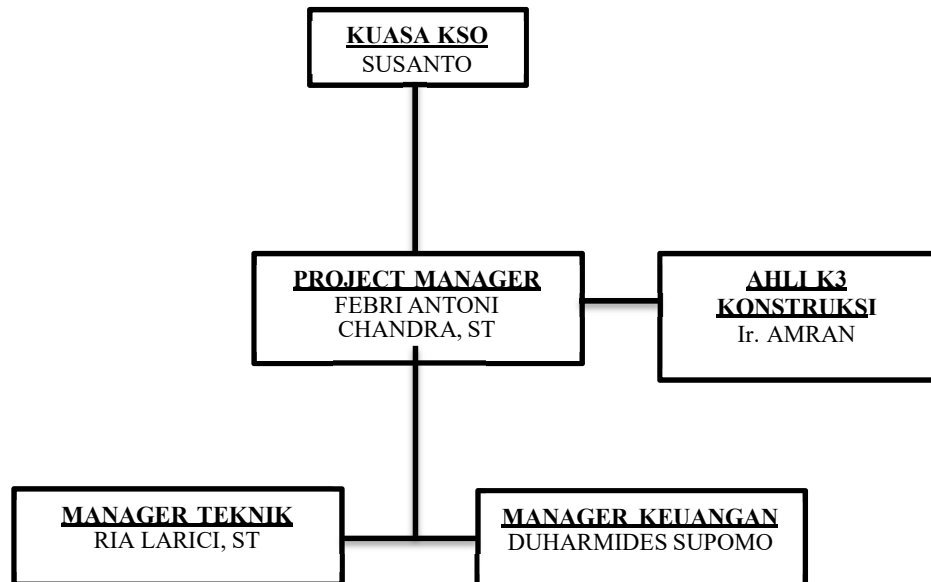 KUASA KSO
SUSANTO
PROJECT MANAGER
FEBRI ANTONI
CHANDRA, ST
AHLI K3
KONSTRUKSI
Ir. AMRAN
MANAGER TEKNIK
RIA LARICI, ST
MANAGER KEUANGAN
DUHARMIDES SUPOMO